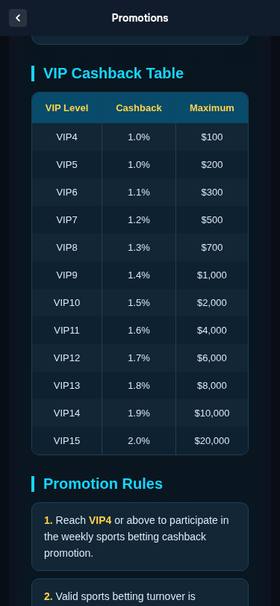 Promotions
VIP Cashback Table
VIP Level Cashback Maximum
VIP4 1.0% $100
VIP5 1.0% $200
VIP6 1.1% $300
VIP7 1.2% $500
VIP8 1.3% $700
VIP9 1.4% $1,000
VIP10 1.5% $2,000
VIP11 1.6% $4,000
VIP12 1.7% $6,000
VIP13 1.8% $8,000
VIP14 1.9% $10,000
VIP15 2.0% $20,000
Promotion Rules
1. Reach VIP4 or above to participate in
the weekly sports betting cashback
promotion.
2. Valid sports betting turnover is